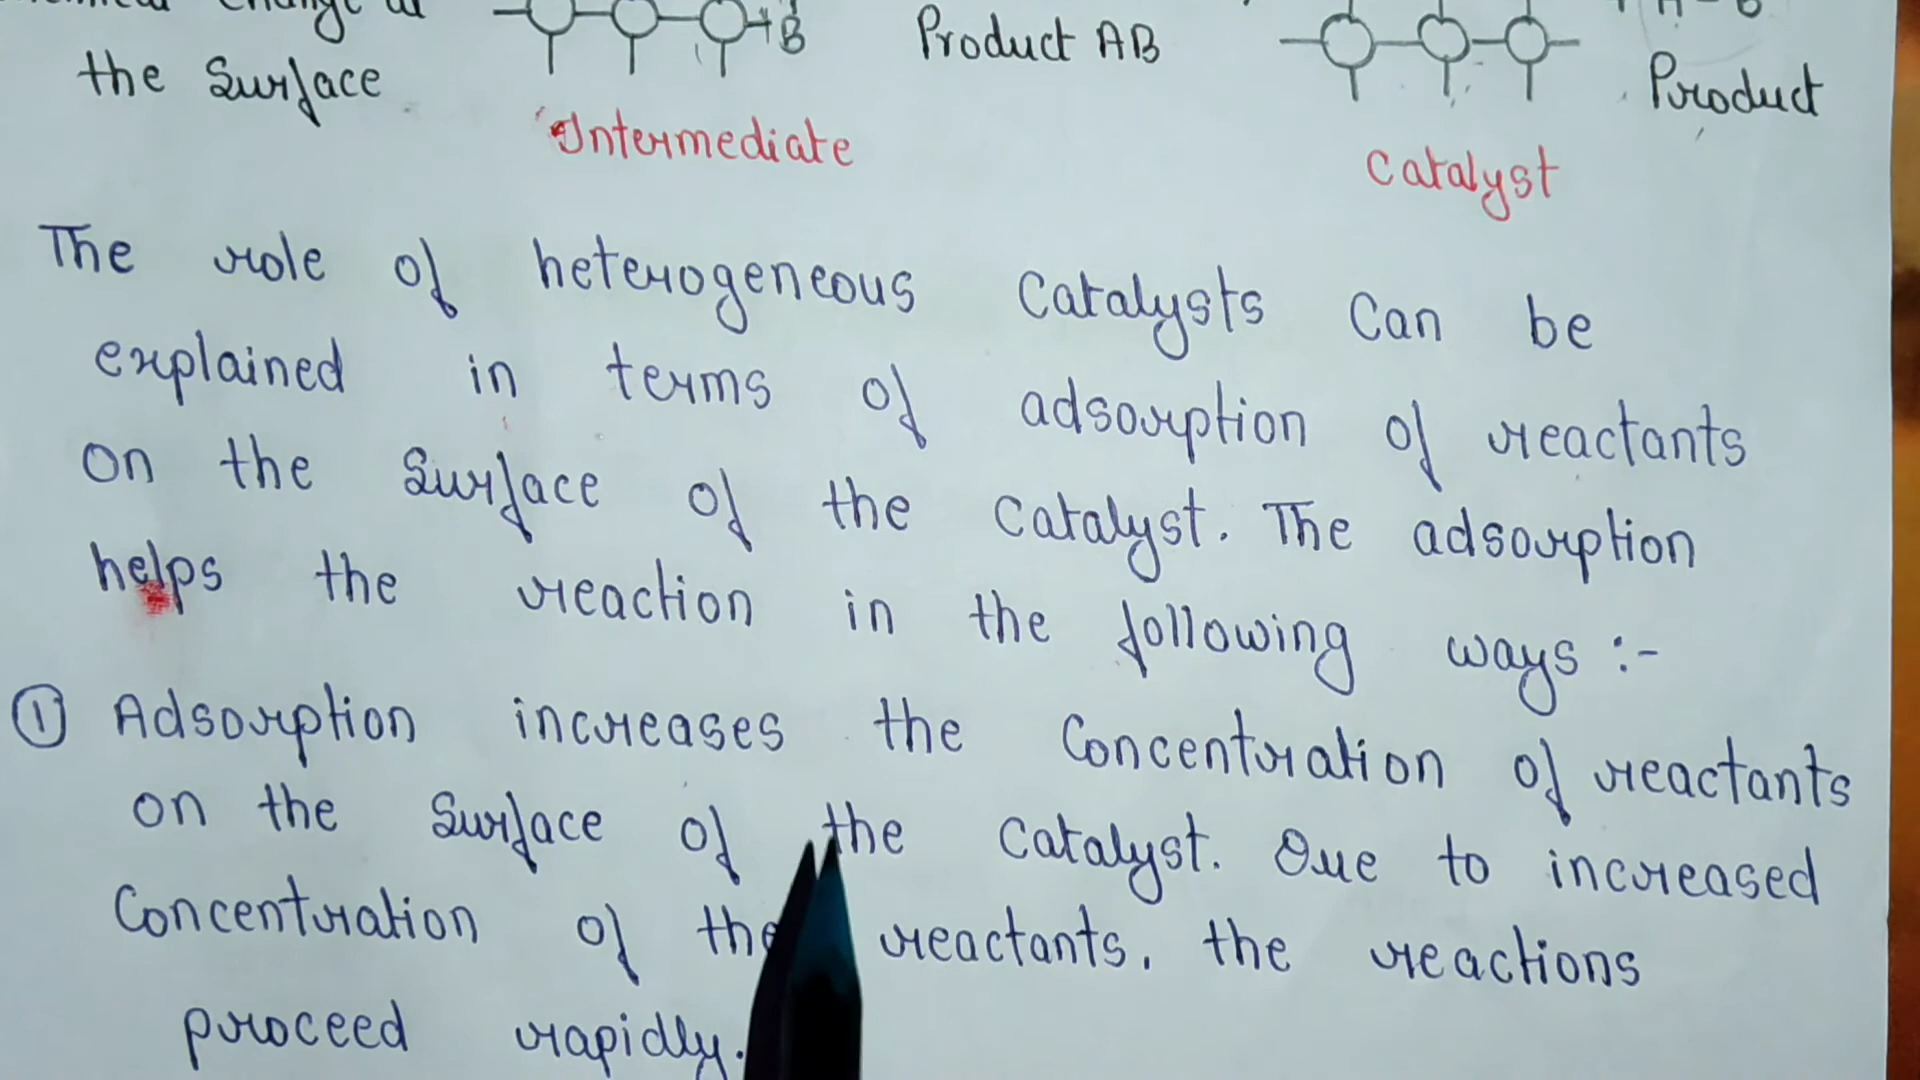 the Surface
+B
Product AB
Product
Intermediate
Catalyst
The role of heterogeneous Catalysts Can be
explained in terms of adsorption of reactants
on the Surface of the Catalyst. The adsorption
helps the reaction in the following ways :-
① Adsorption increases the Concentration of reactants
on the Surface of the Catalyst. Due to increased
Concentration of the reactants, the reactions
proceed rapidly.